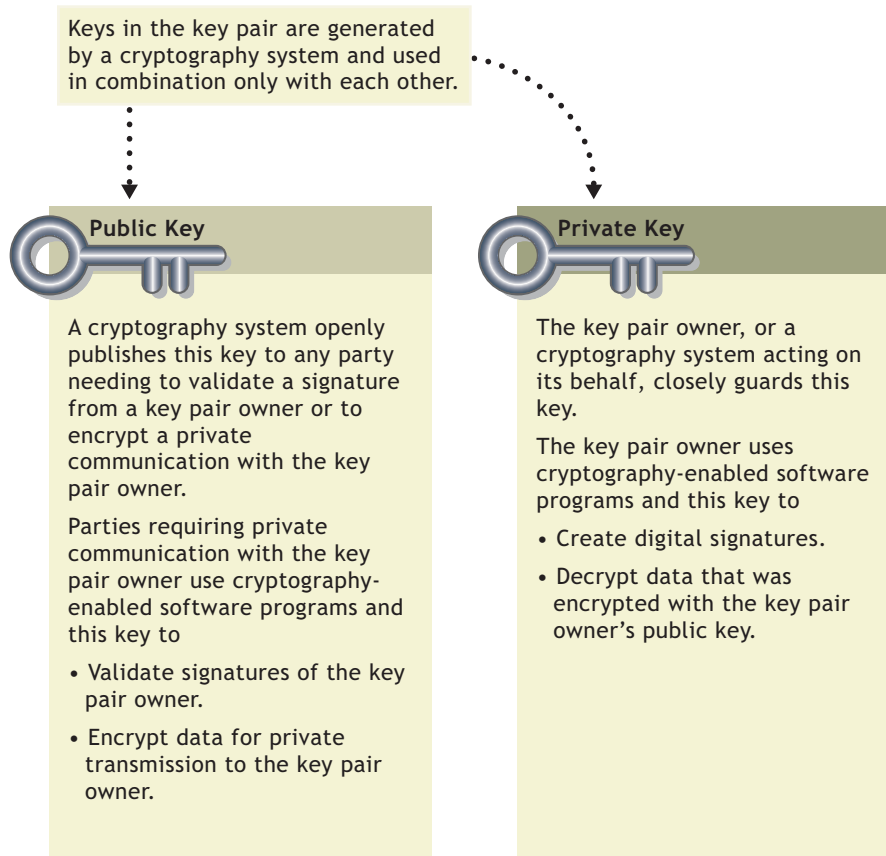 Keys in the key pair are generated
by a cryptography system and used
in combination only with each other.
Public Key
A cryptography system openly
publishes this key to any party
needing to validate a signature
from a key pair owner or to
encrypt a private
communication with the key
pair owner.
Parties requiring private
communication with the key
pair owner use cryptography-
enabled software programs and
this key to
• Validate signatures of the key
pair owner.
• Encrypt data for private
transmission to the key pair
owner.
Private Key
The key pair owner, or a
cryptography system acting on
its behalf, closely guards this
key.
The key pair owner uses
cryptography-enabled software
programs and this key to
• Create digital signatures.
• Decrypt data that was
encrypted with the key pair
owner’s public key.